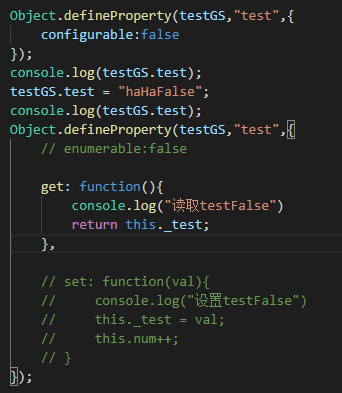 Object.defineProperty(testGS,"test",{
    configurable:false
});
console.log(testGS.test);
testGS.test = "haHaFalse";
console.log(testGS.test);
Object.defineProperty(testGS,"test",{
    // enumerable:false
    get: function(){
        console.log("读取testFalse")
        return this._test;
    },
    // set: function(val){
    //     console.log("设置testFalse")
    //     this._test = val;
    //     this.num++;
    // }
});